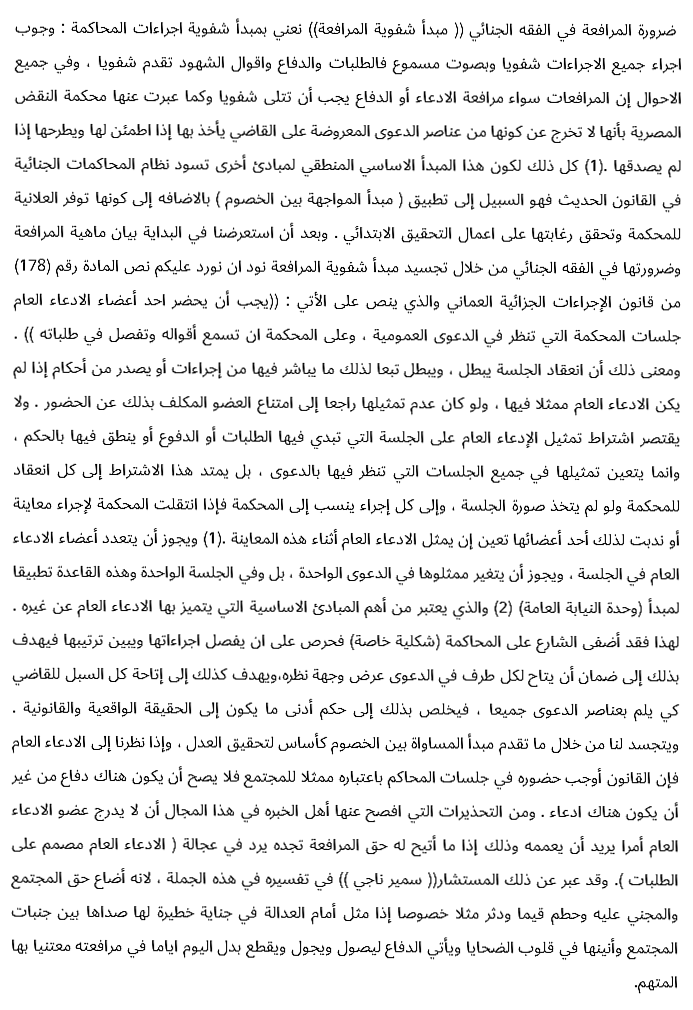 ضرورة المرافعة في الفقه الجنائي (( مبدأ شفوية المرافعة)) نعني بمبدأ شفوية اجراءات المحاكمة : وجوب
اجراء جميع الاجراءات شفويا وبصوت مسموع فالطلبات والدفاع واقوال الشهود تقدم شفويا ، وفي جميع
الاحوال إن المرافعات سواء مرافعة الادعاء أو الدفاع يجب أن تتلى شفويا وكما عبرت عنها محكمة النقض
المصرية بأنها لا تخرج عن كونها من عناصر الدعوى المعروضة على القاضي يأخذ بها إذا اطمئن لها ويطرحها إذا
لم يصدقها .(1) كل ذلك لكون هذا المبدأ الاساسي المنطقي لمبادئ أخرى تسود نظام المحاكمات الجنائية
في القانون الحديث فهو السبيل إلى تطبيق ( مبدأ المواجهة بين الخصوم ) بالاضافه إلى كونها توفر العلانية
للمحكمة وتحقق رغابتها على اعمال التحقيق الابتدائي . وبعد أن استعرضنا في البداية بيان ماهية المرافعة
وضرورتها في الفقه الجنائي من خلال تجسيد مبدأ شفوية المرافعة نود ان نورد عليكم نص المادة رقم (178)
من قانون الإجراءات الجزائية العماني والذي ينص على الأتي : ((يجب أن يحضر احد أعضاء الادعاء العام
جلسات المحكمة التي تنظر في الدعوى العمومية ، وعلى المحكمة ان تسمع أقواله وتفصل في طلباته )) .
ومعنى ذلك أن انعقاد الجلسة يبطل ، ويبطل تبعا لذلك ما يباشر فيها من إجراءات أو يصدر من أحكام إذا لم
يكن الادعاء العام ممثلا فيها ، ولو كان عدم تمثيلها راجعا إلى امتناع العضو المكلف بذلك عن الحضور . ولا
يقتصر اشتراط تمثيل الإدعاء العام على الجلسة التي تبدي فيها الطلبات أو الدفوع أو ينطق فيها بالحكم ،
وانما يتعين تمثيلها في جميع الجلسات التي تنظر فيها بالدعوى ، بل يمتد هذا الاشتراط إلى كل انعقاد
للمحكمة ولو لم يتخذ صورة الجلسة ، وإلى كل إجراء ينسب إلى المحكمة فإذا انتقلت المحكمة لإجراء معاينة
أو ندبت لذلك أحد أعضائها تعين إن يمثل الادعاء العام أثناء هذه المعاينة .(1) ويجوز أن يتعدد أعضاء الادعاء
العام في الجلسة ، ويجوز أن يتغير ممثلوها في الدعوى الواحدة ، بل وفي الجلسة الواحدة وهذه القاعدة تطبيقا
لمبدأ (وحدة النيابة العامة) (2) والذي يعتبر من أهم المبادئ الاساسية التي يتميز بها الادعاء العام عن غيره .
لهذا فقد أضفى الشارع على المحاكمة (شكلية خاصة) فحرص على ان يفصل اجراءاتها ويبين ترتيبها فيهدف
بذلك إلى ضمان أن يتاح لكل طرف في الدعوى عرض وجهة نظره،ويهدف كذلك إلى إتاحة كل السبل للقاضي
كي يلم بعناصر الدعوى جميعا ، فيخلص بذلك إلى حكم أدنى ما يكون إلى الحقيقة الواقعية والقانونية .
ويتجسد لنا من خلال ما تقدم مبدأ المساواة بين الخصوم كأساس لتحقيق العدل ، وإذا نظرنا إلى الادعاء العام
فإن القانون أوجب حضوره في جلسات المحاكم باعتباره ممثلا للمجتمع فلا يصح أن يكون هناك دفاع من غير
أن يكون هناك ادعاء . ومن التحذيرات التي افصح عنها أهل الخبره في هذا المجال أن لا يدرج عضو الادعاء
العام أمرا يريد أن يعممه وذلك إذا ما أتيح له حق المرافعة تجده يرد في عجالة ( الادعاء العام مصمم على
الطلبات ). وقد عبر عن ذلك المستشار(( سمير ناجي )) في تفسيره في هذه الجملة ، لانه أضاع حق المجتمع
والمجني عليه وحطم قيما ودثر مثلا خصوصا إذا مثل أمام العدالة في جناية خطيرة لها صداها بين جنبات
المجتمع وأنينها في قلوب الضحايا ويأتي الدفاع ليصول ويجول ويقطع بدل اليوم اياما في مرافعته معتنيا بها
المتهم.